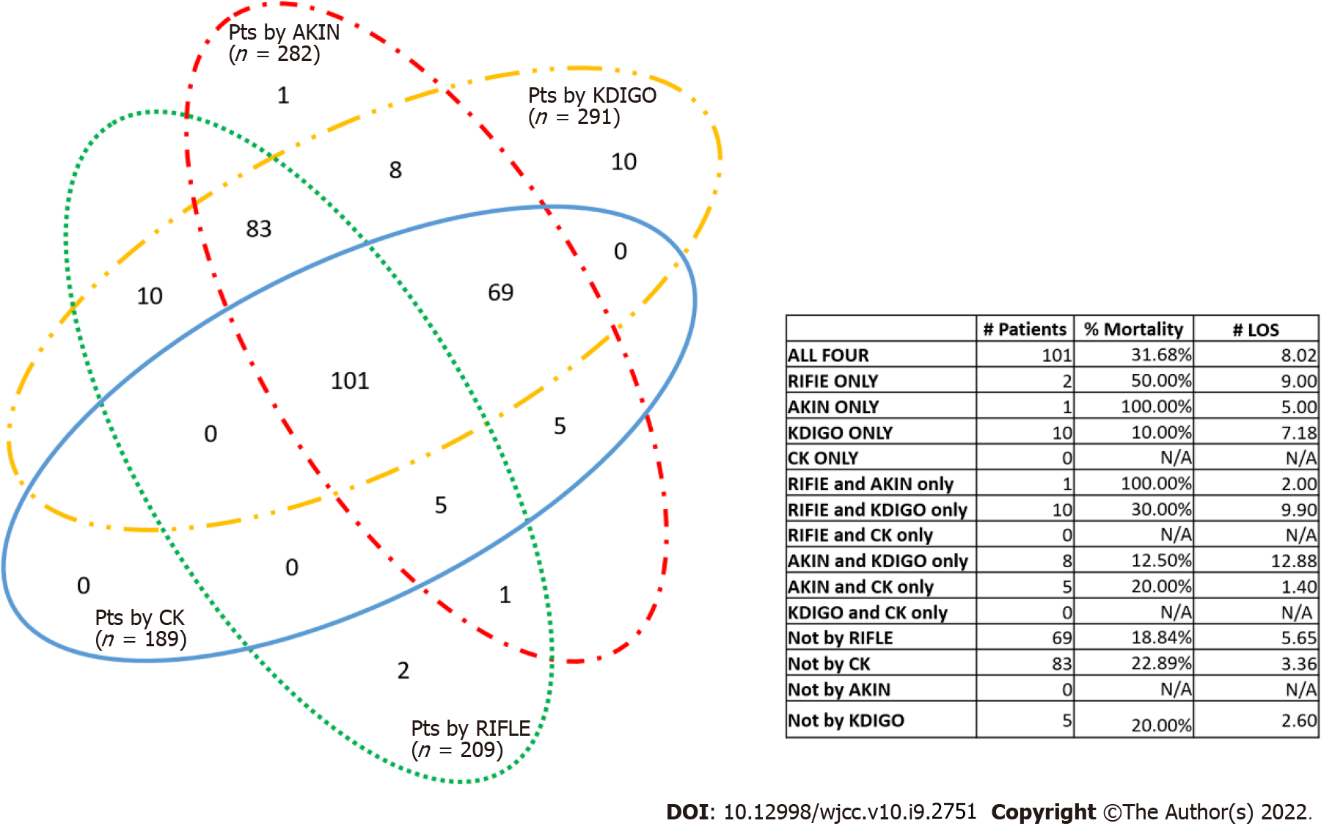 Pts by AKIN
(n = 282)
1
Pts by KDIGO
(n = 291)
8
10
83
0
10
69
101
0
5
5
0
0
1
Pts by CK
(n = 189)
2
Pts by RIFLE
(n = 209)
# Patients % Mortality # LOS
ALL FOUR 101 31.68% 8.02
RIFIE ONLY 2 50.00% 9.00
AKIN ONLY 1 100.00% 5.00
KDIGO ONLY 10 10.00% 7.18
CK ONLY 0 N/A N/A
RIFIE and AKIN only 1 100.00% 2.00
RIFIE and KDIGO only 10 30.00% 9.90
RIFIE and CK only 0 N/A N/A
AKIN and KDIGO only 8 12.50% 12.88
AKIN and CK only 5 20.00% 1.40
KDIGO and CK only 0 N/A N/A
Not by RIFLE 69 18.84% 5.65
Not by CK 83 22.89% 3.36
Not by AKIN 0 N/A N/A
Not by KDIGO 5 20.00% 2.60
DOI: 10.12998/wjcc.v10.i9.2751 Copyright ©The Author(s) 2022.